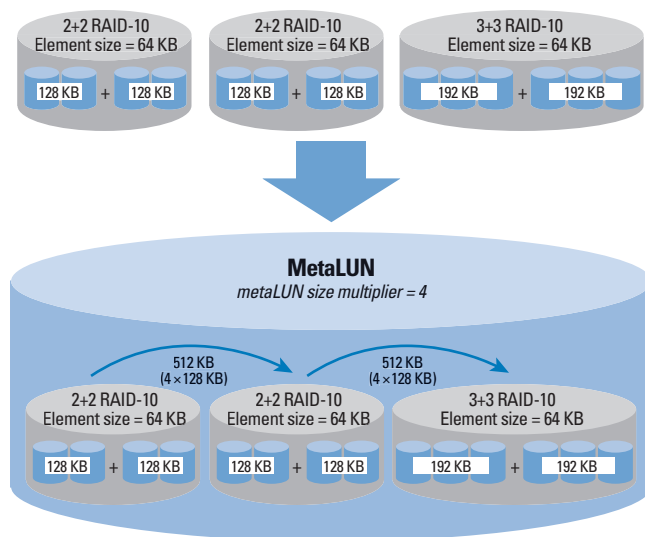 2+2 RAID-10
Element size = 64 KB
128 KB + 128 KB
2+2 RAID-10
Element size = 64 KB
128 KB + 128 KB
3+3 RAID-10
Element size = 64 KB
192 KB + 192 KB
MetaLUN
metaLUN size multiplier = 4
512 KB
(4×128 KB)
512 KB
(4×128 KB)
2+2 RAID-10
Element size = 64 KB
128 KB + 128 KB
2+2 RAID-10
Element size = 64 KB
128 KB + 128 KB
3+3 RAID-10
Element size = 64 KB
192 KB + 192 KB